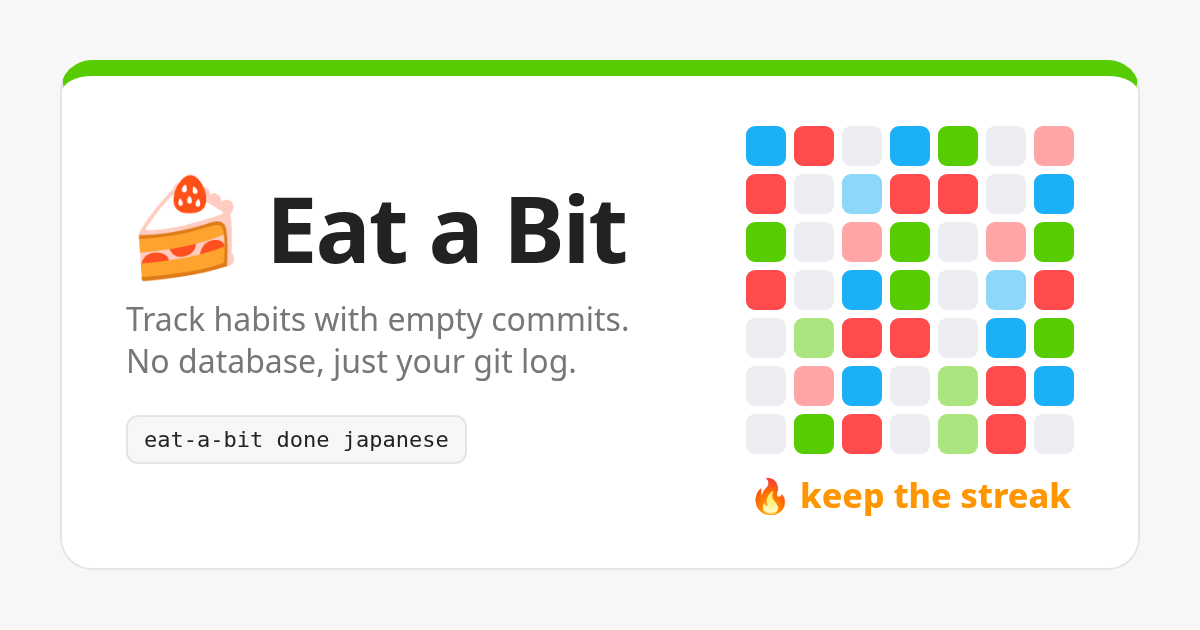 🍰 Eat a Bit
Track habits with empty commits.
No database, just your git log.
eat-a-bit done japanese
🔥 keep the streak